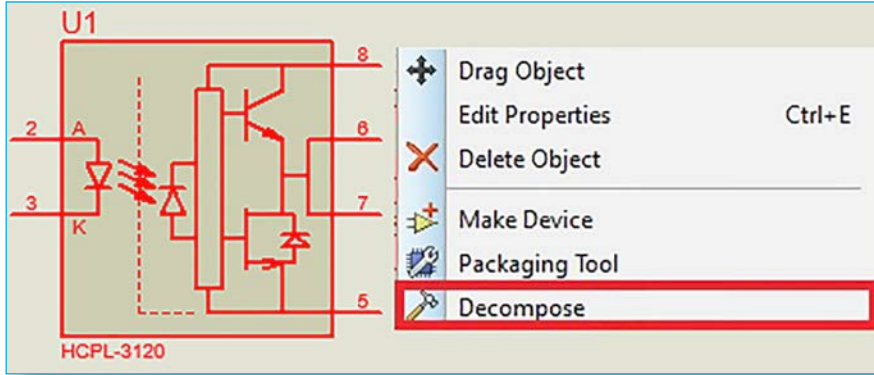 U1
8
2
A
6
3
K
7
5
HCPL-3120
Drag Object
Edit Properties Ctrl+E
Delete Object
Make Device
Packaging Tool
Decompose